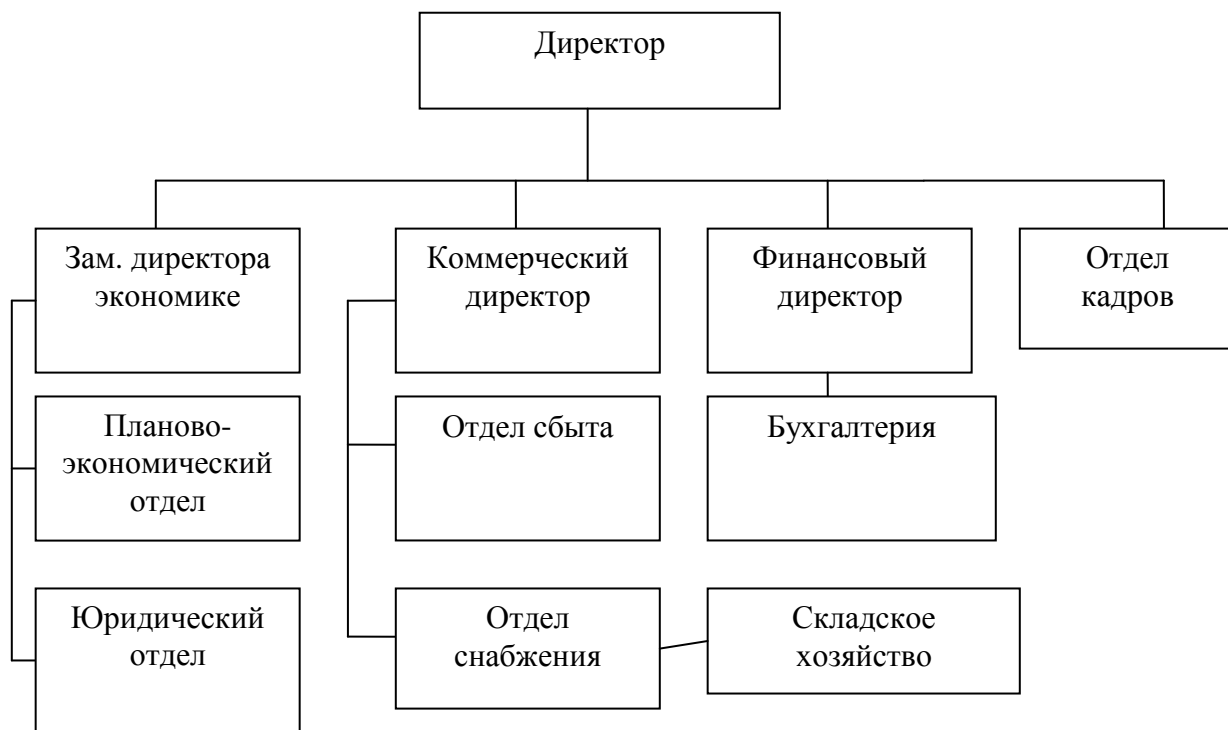 Директор
Зам. директора
экономике
Коммерческий
директор
Финансовый
директор
Отдел
кадров
Планово-
экономический
отдел
Отдел сбыта
Бухгалтерия
Юридический
отдел
Отдел
снабжения
Складское
хозяйство